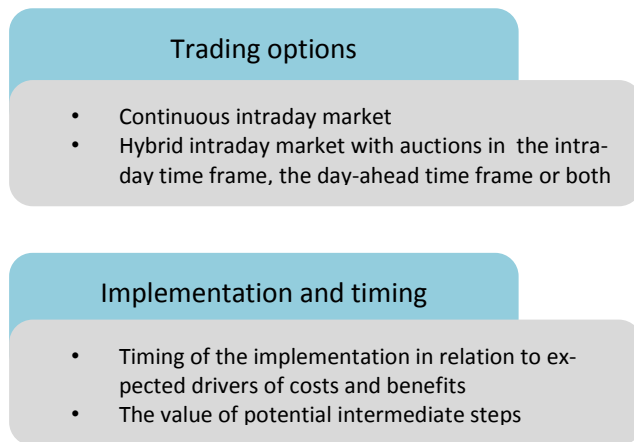 Trading options
• Continuous intraday market
• Hybrid intraday market with auctions in the intra-
day time frame, the day-ahead time frame or both
Implementation and timing
• Timing of the implementation in relation to ex-
pected drivers of costs and benefits
• The value of potential intermediate steps